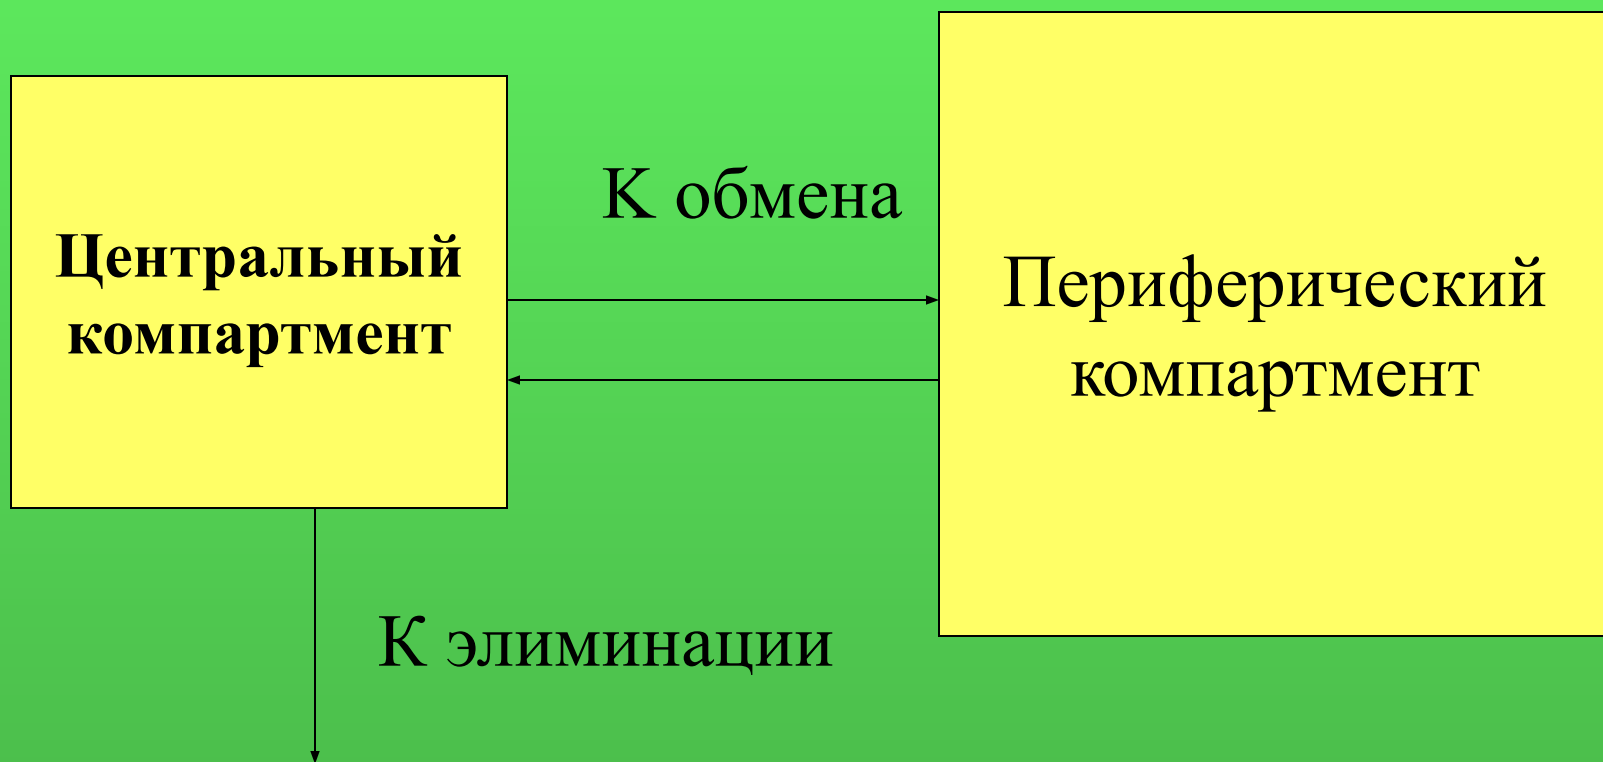 Центральный
компартмент
К обмена
Периферический
компартмент
К элиминации